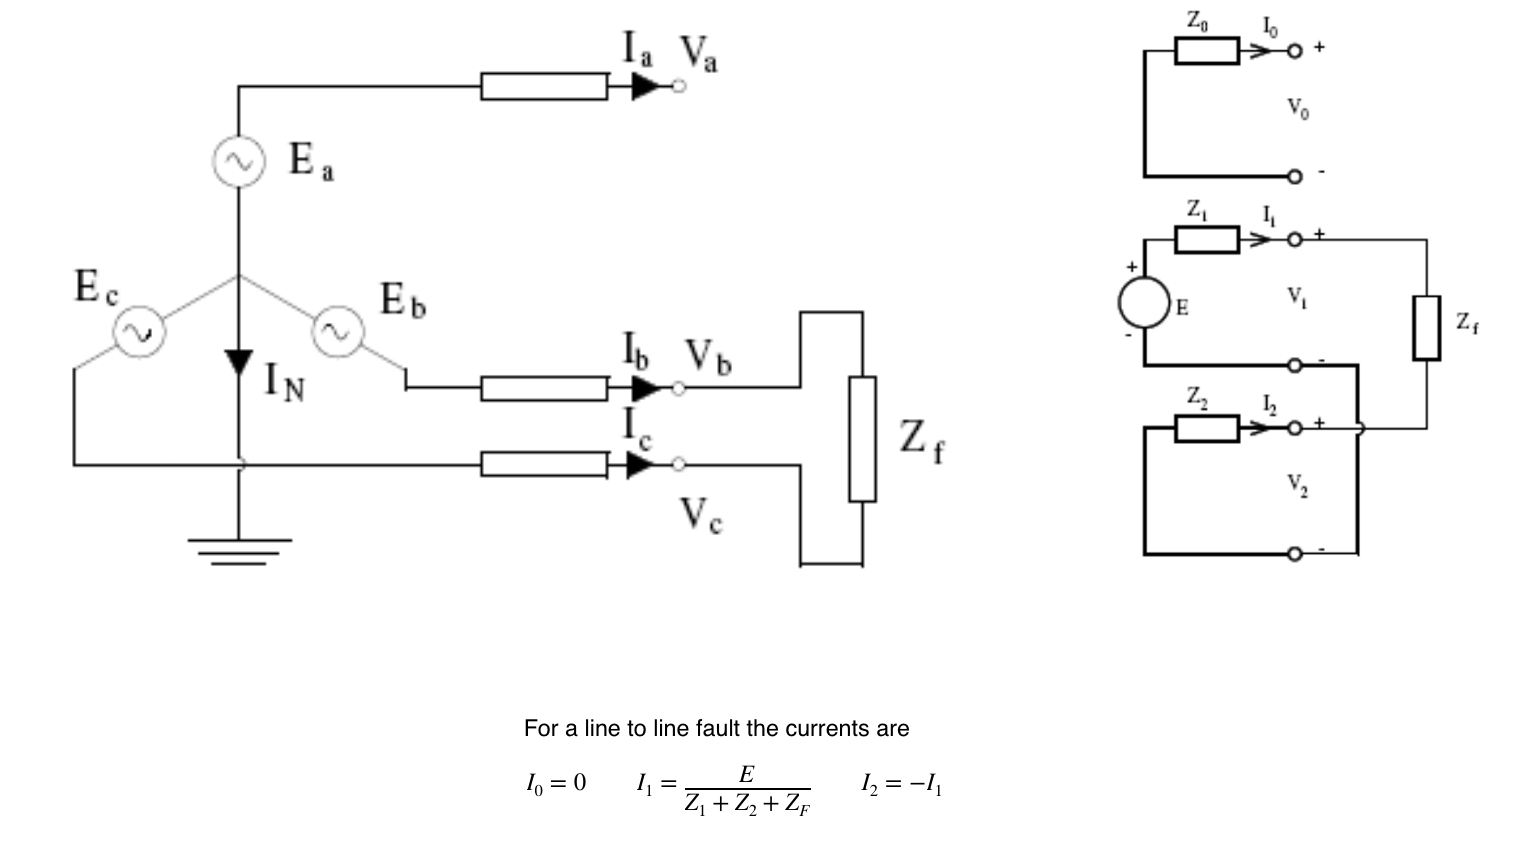 I_a V_a
E_a
E_c
E_b
I_N
I_b V_b
I_c
V_c
Z_f
Z_0 I_0 +
V_0
-
Z_1 I_1 +
+
E
-
V_1
Z_f
-
Z_2 I_2 +
V_2
-
For a line to line fault the currents are
I_0 = 0 I_1 = \frac{E}{Z_1 + Z_2 + Z_F} I_2 = −I_1